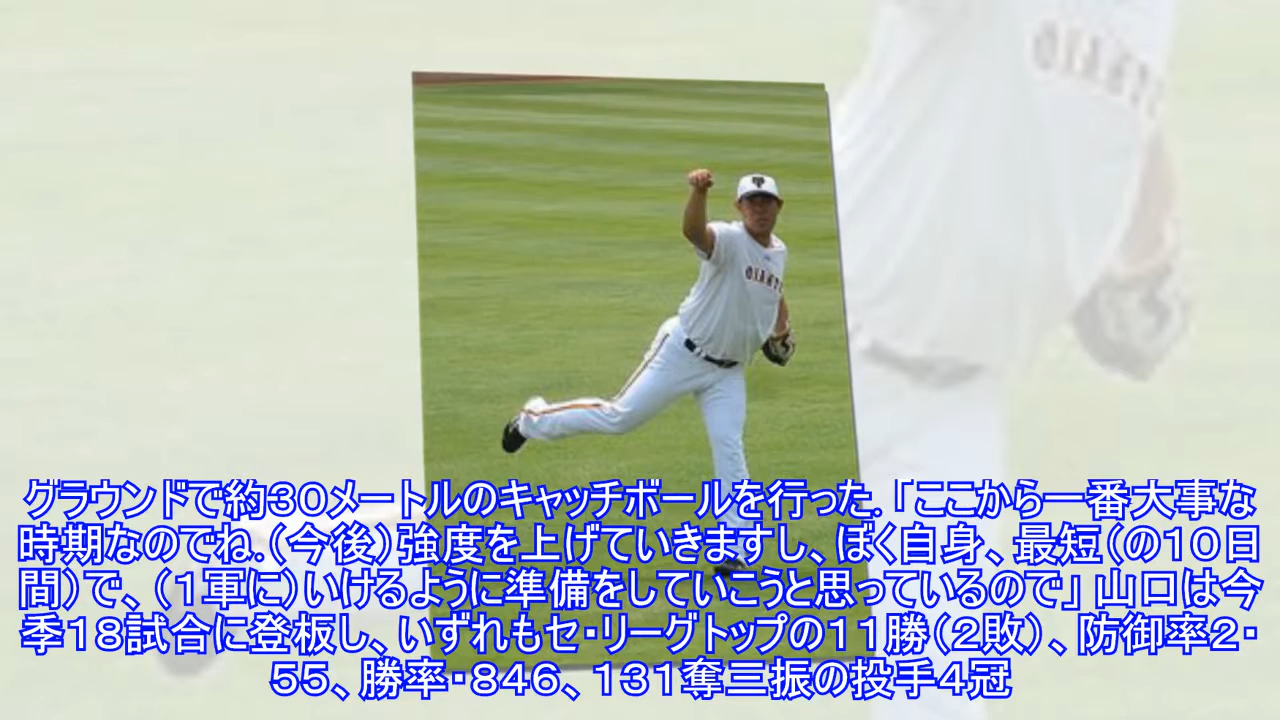 GIANTS
GIANTS
グラウンドで約３０メートルのキャッチボールを行った．「ここから一番大事な
時期なのでね．（今後）強度を上げていきますし、ぼく自身、最短（の１０日
間）で、（１軍に）いけるように準備をしていこうと思っているので」 山口は今
季１８試合に登板し、いずれもセ・リーグトップの１１勝（２敗）、防御率２・
５５、勝率・８４６、１３１奪三振の投手４冠